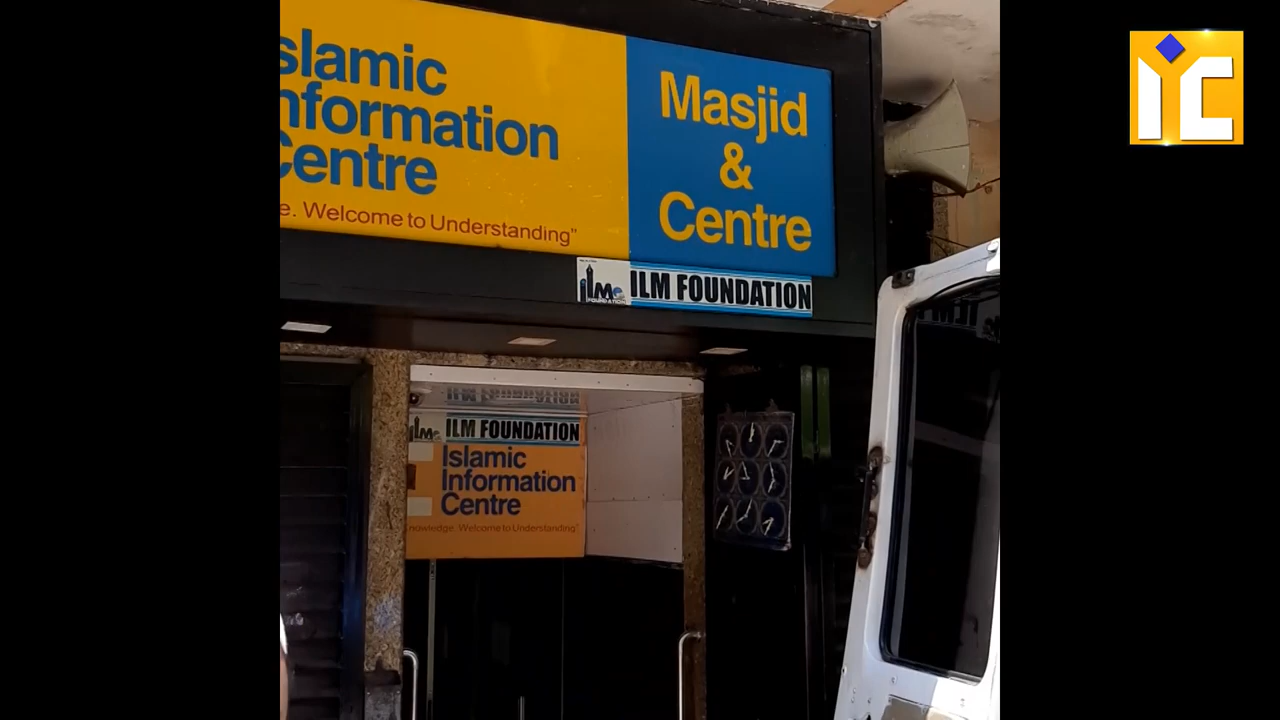 slamic
nformation
Centre
e. Welcome to Understanding"
Masjid
&
Centre
ILM FOUNDATION
ILM FOUNDATION
Islamic
Information
Centre
nowledge. Welcome to Understanding"
IYC